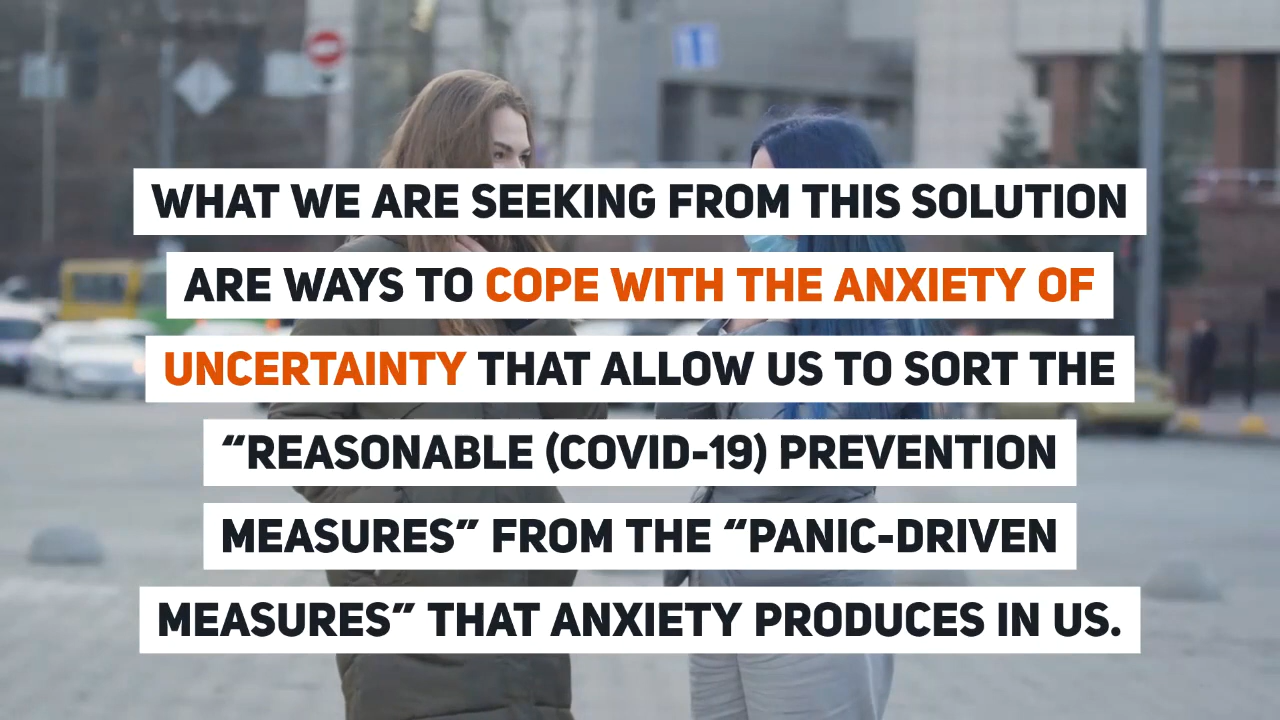 WHAT WE ARE SEEKING FROM THIS SOLUTION
ARE WAYS TO COPE WITH THE ANXIETY OF
UNCERTAINTY THAT ALLOW US TO SORT THE
“REASONABLE (COVID-19) PREVENTION
MEASURES” FROM THE “PANIC-DRIVEN
MEASURES” THAT ANXIETY PRODUCES IN US.